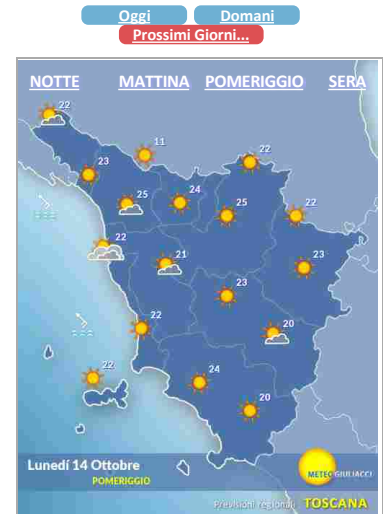 Oggi Domani
Prossimi Giorni...
NOTTE MATTINA POMERIGGIO SERA
22
11
22
23
25
24
25
22
22
21
23
23
22
20
22
24
20
Lunedí 14 Ottobre
POMERIGGIO
METEO GIULIACCI
Previsioni regionali TOSCANA